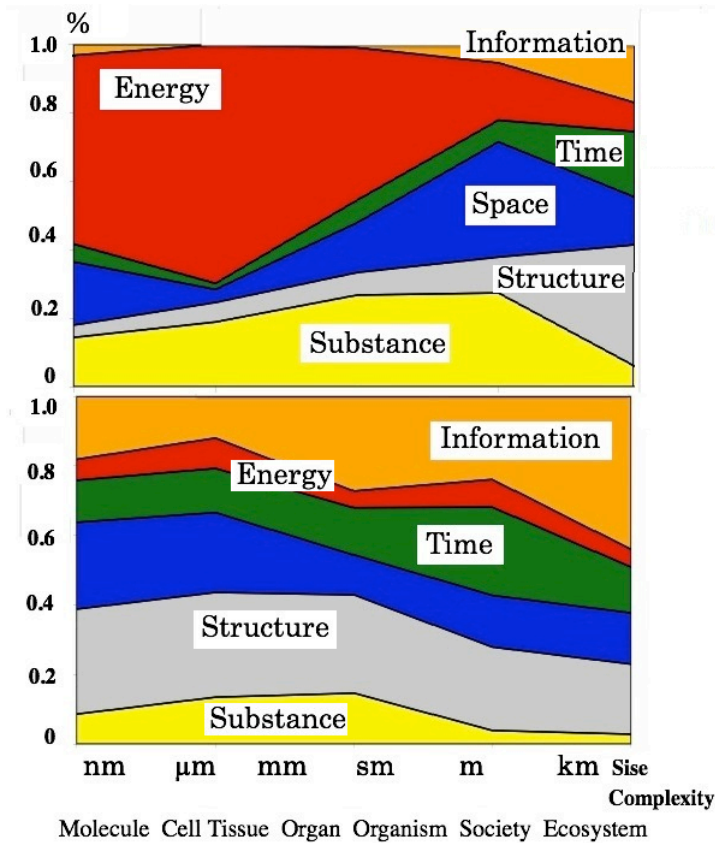 %
1.0
Information
Energy
0.8
Time
0.6
Space
0.4
Structure
0.2
Substance
0
1.0
Information
0.8
Energy
0.6
Time
0.4
Structure
0.2
Substance
0
nm μm mm sm m km Sise
Complexity
Molecule Cell Tissue Organ Organism Society Ecosystem